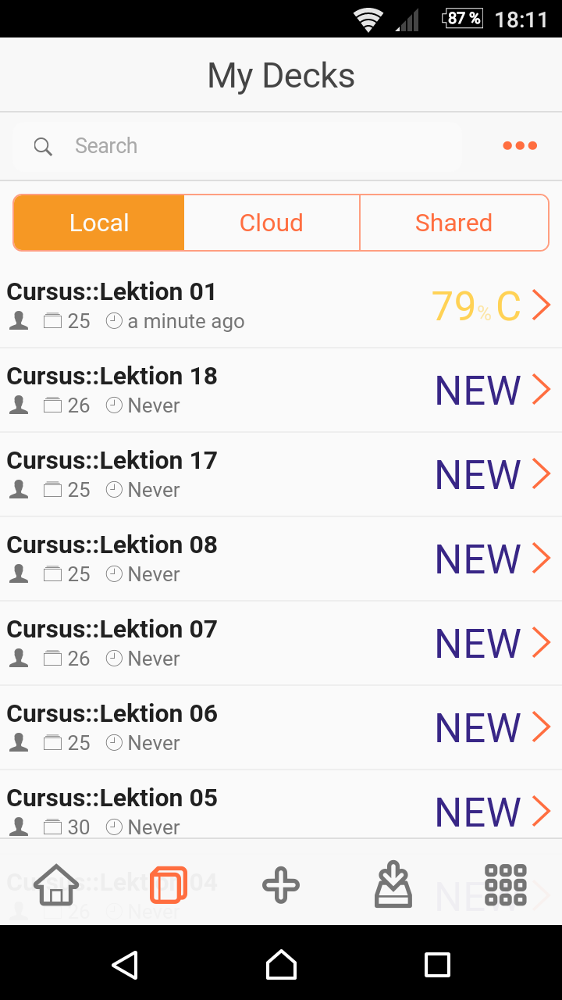 87 % 18:11
My Decks
Search
Local Cloud Shared
Cursus::Lektion 01
25 a minute ago
79% C
Cursus::Lektion 18
26 Never
NEW
Cursus::Lektion 17
25 Never
NEW
Cursus::Lektion 08
25 Never
NEW
Cursus::Lektion 07
26 Never
NEW
Cursus::Lektion 06
25 Never
NEW
Cursus::Lektion 05
30 Never
NEW
Cursus::Lektion 04
26 Never
NEW